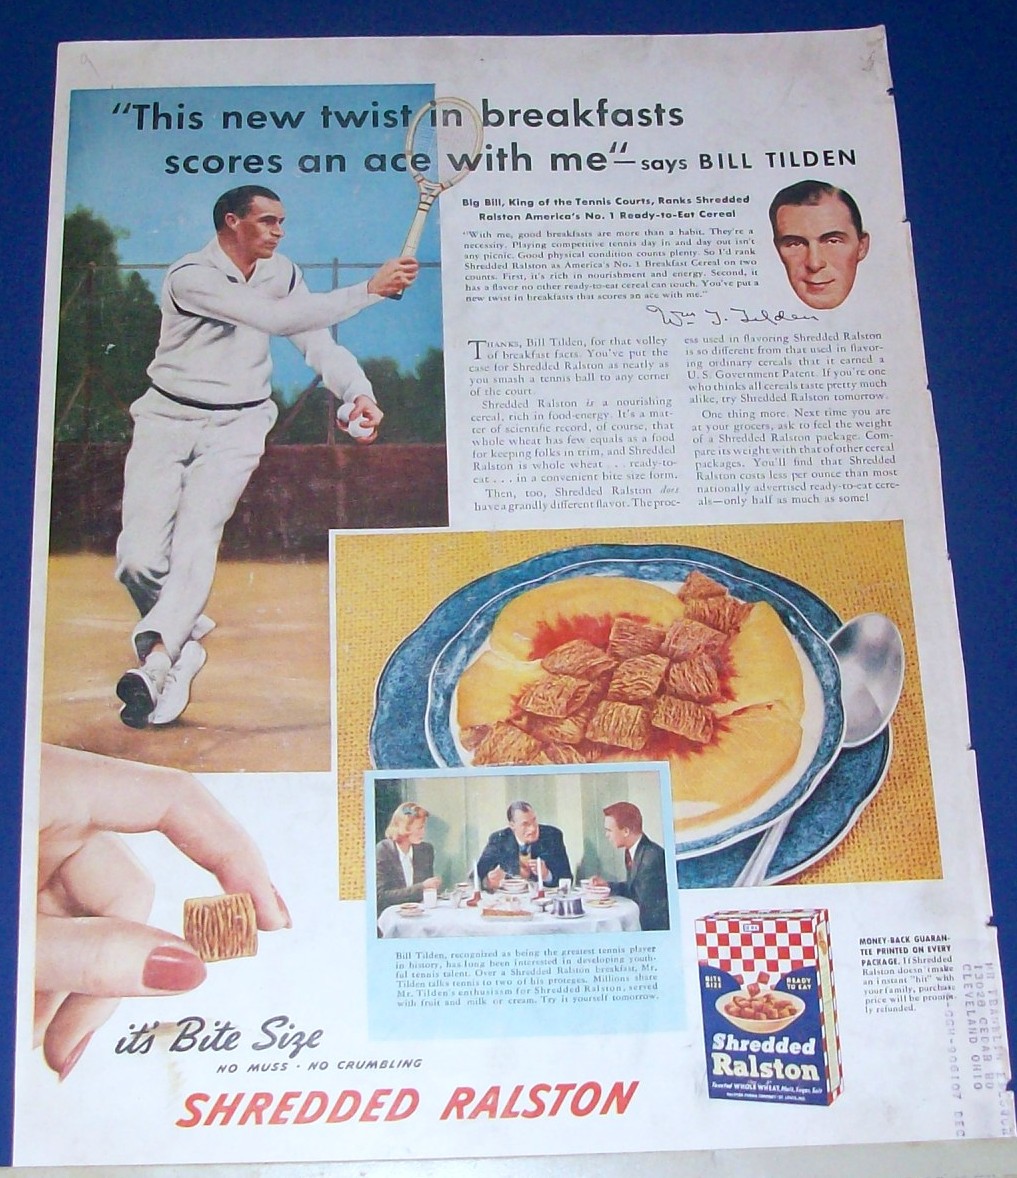 "This new twist in breakfasts
scores an ace with me"—says BILL TILDEN
Big Bill, King of the Tennis Courts, Ranks Shredded
Ralston America's No. 1 Ready-to-Eat Cereal
"With me, good breakfasts are more than a habit. They're a
necessity. Playing competitive tennis day in and day out isn't
any picnic. Good physical condition counts plenty. So I'd rank
Shredded Ralston as America's No. 1 Breakfast Cereal on two
counts. First, it's rich in nourishment and energy. Second, it
has a flavor no other ready-to-eat cereal can touch. You've put a
new twist in breakfasts that scores an ace with me."
Wm T. Tilden
THANKS, Bill Tilden, for that volley
of breakfast facts. You've put the
case for Shredded Ralston as neatly as
you smash a tennis ball to any corner
of the court.
Shredded Ralston is a nourishing
cereal, rich in food-energy. It's a mat-
ter of scientific record, of course, that
whole wheat has few equals as a food
for keeping folks in trim, and Shredded
Ralston is whole wheat . . . ready-to-
eat . . . in a convenient bite size form.
Then, too, Shredded Ralston does
have a grandly different flavor. The proc-
ess used in flavoring Shredded Ralston
is so different from that used in flavor-
ing ordinary cereals that it earned a
U. S. Government Patent. If you're one
who thinks all cereals taste pretty much
alike, try Shredded Ralston tomorrow.
One thing more. Next time you are
at your grocers, ask to feel the weight
of a Shredded Ralston package. Com-
pare its weight with that of other cereal
packages. You'll find that Shredded
Ralston costs less per ounce than most
nationally advertised ready-to-eat cere-
als—only half as much as some!
Bill Tilden, recognized as being the greatest tennis player
in history, has long been interested in developing youth-
ful tennis talent. Over a Shredded Ralston breakfast, Mr.
Tilden talks tennis to two of his proteges. Millions share
Mr. Tilden's enthusiasm for Shredded Ralston, served
with fruit and milk or cream. Try it yourself tomorrow.
it's Bite Size
NO MUSS · NO CRUMBLING
SHREDDED RALSTON
BITE SIZE
READY TO EAT
Shredded
Ralston
WHOLE WHEAT, Malt, Sugar, Salt
MONEY-BACK GUARAN-
TEE PRINTED ON EVERY
PACKAGE. If Shredded
Ralston doesn't make
an instant "hit" with
your family, purchase
price will be prompt-
ly refunded.
13020 CEDAR RD
CLEVELAND OHIO